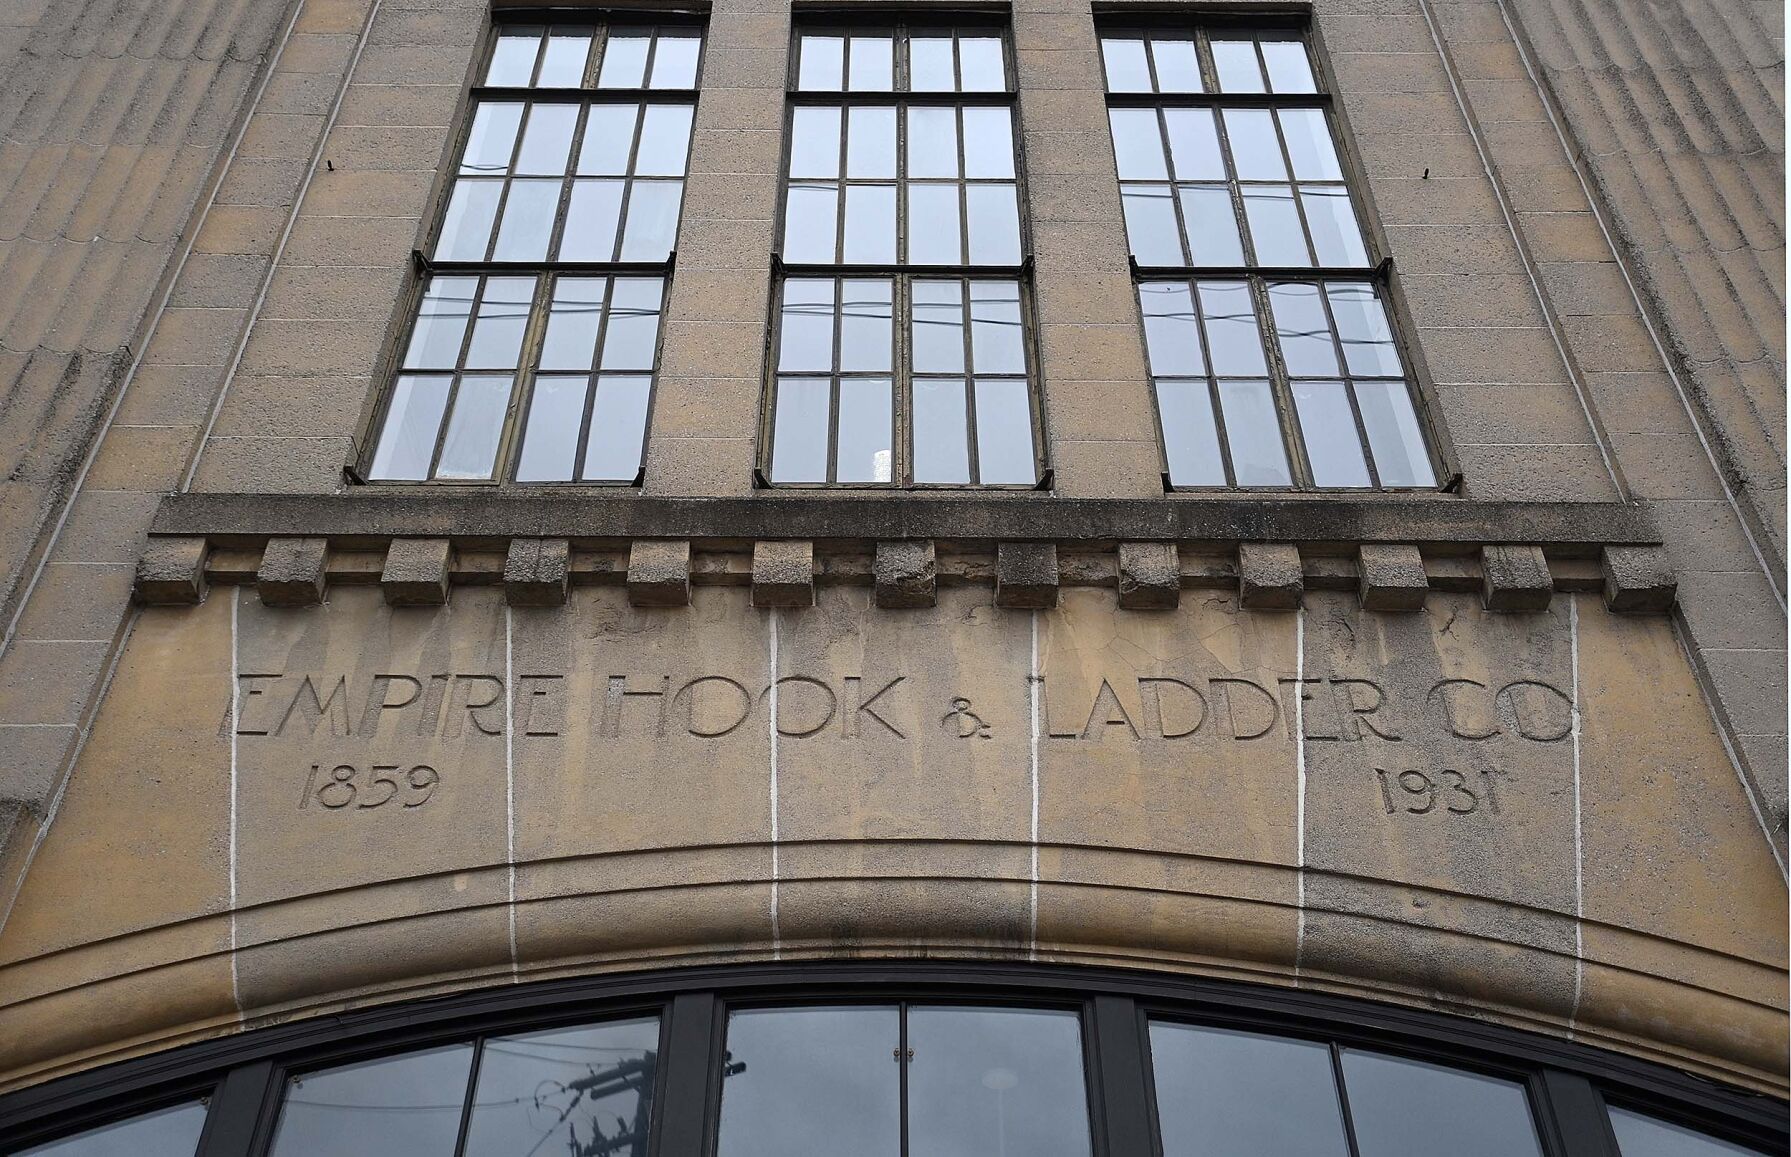 EMPIRE HOOK & LADDER CO
1859 1931